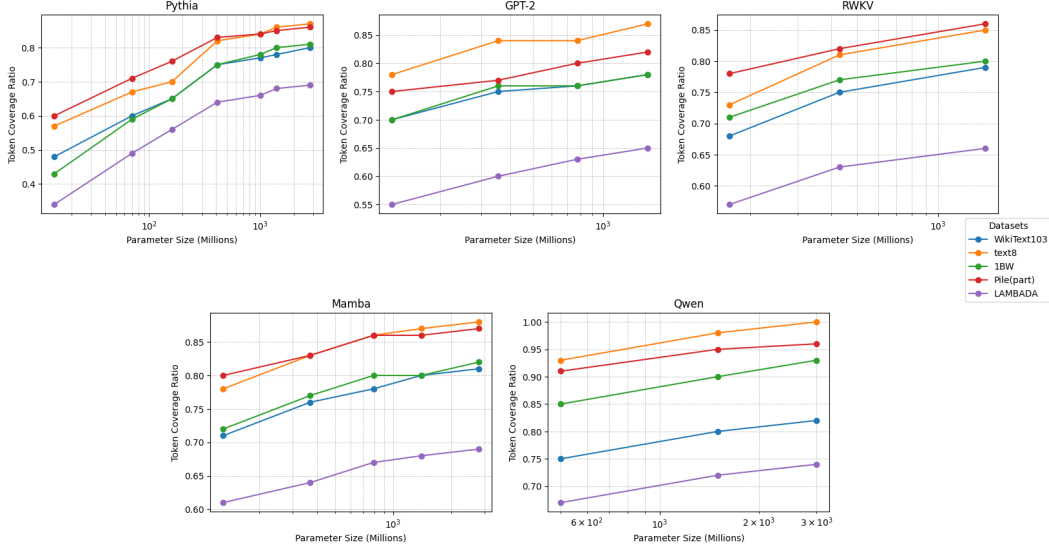 Pythia
GPT-2
RWKV
Token Coverage Ratio
0.8
0.7
0.6
0.5
0.4
10²
10³
Parameter Size (Millions)
Token Coverage Ratio
0.85
0.80
0.75
0.70
0.65
0.60
0.55
10³
Parameter Size (Millions)
Token Coverage Ratio
0.85
0.80
0.75
0.70
0.65
0.60
10³
Parameter Size (Millions)
Datasets
WikiText103
text8
1BW
Pile(part)
LAMBADA
Mamba
Qwen
Token Coverage Ratio
0.85
0.80
0.75
0.70
0.65
0.60
10³
Parameter Size (Millions)
Token Coverage Ratio
1.00
0.95
0.90
0.85
0.80
0.75
0.70
6 × 10²
10³
2 × 10³
3 × 10³
Parameter Size (Millions)